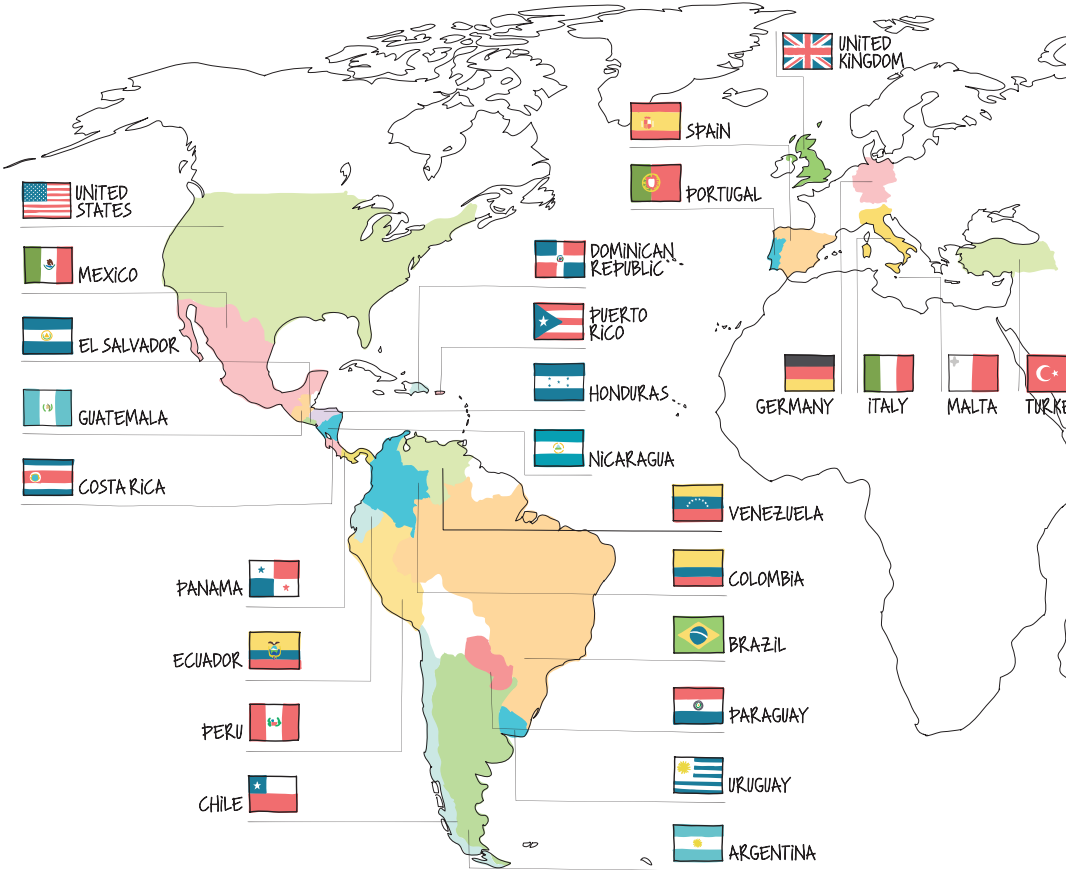 UNITED
KINGDOM
SPAIN
PORTUGAL
UNITED
STATES
MEXICO
EL SALVADOR
GUATEMALA
COSTA RICA
DOMINICAN
REPUBLIC
PUERTO
RICO
HONDURAS
NICARAGUA
GERMANY
ITALY
MALTA
TURKE
VENEZUELA
COLOMBIA
BRAZIL
PARAGUAY
URUGUAY
ARGENTINA
PANAMA
ECUADOR
PERU
CHILE